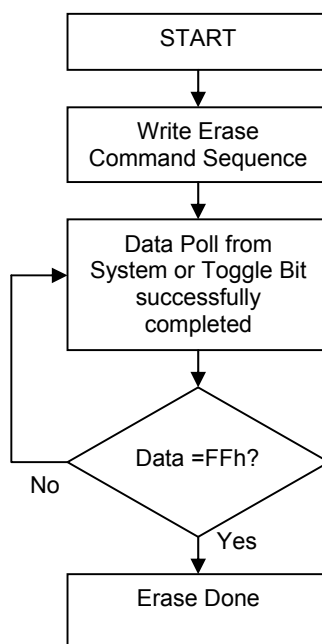 START
Write Erase
Command Sequence
Data Poll from
System or Toggle Bit
successfully
completed
Data =FFh?
No
Yes
Erase Done